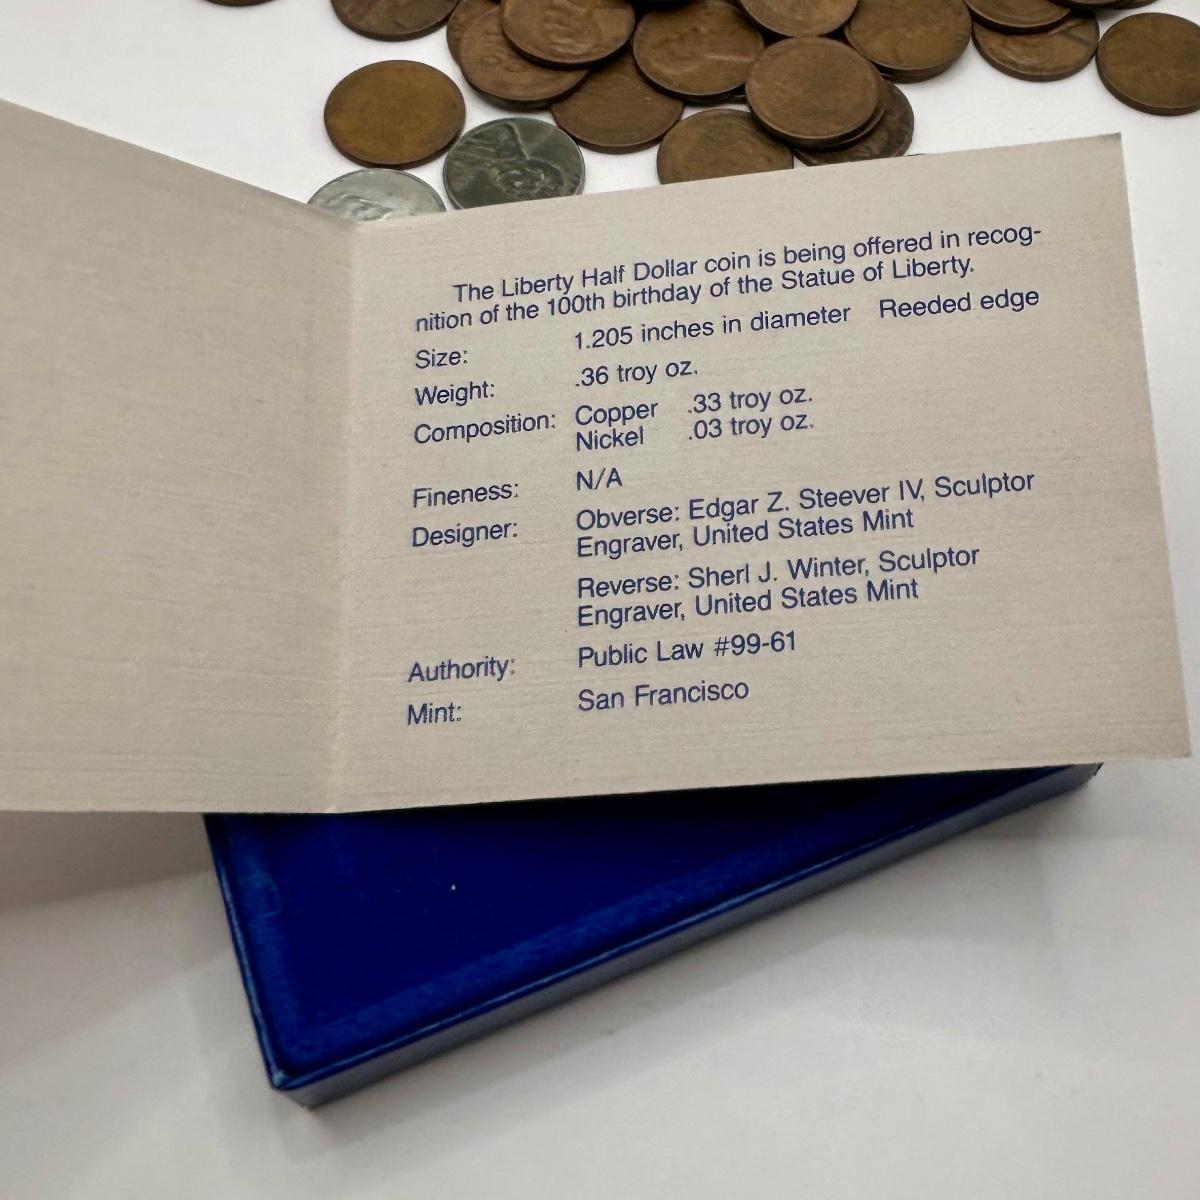 The Liberty Half Dollar coin is being offered in recog-
nition of the 100th birthday of the Statue of Liberty.
Size: 1.205 inches in diameter Reeded edge
Weight: .36 troy oz.
Composition: Copper .33 troy oz.
Nickel .03 troy oz.
Fineness: N/A
Designer: Obverse: Edgar Z. Steever IV, Sculptor
Engraver, United States Mint
Reverse: Sherl J. Winter, Sculptor
Engraver, United States Mint
Authority: Public Law #99-61
Mint: San Francisco